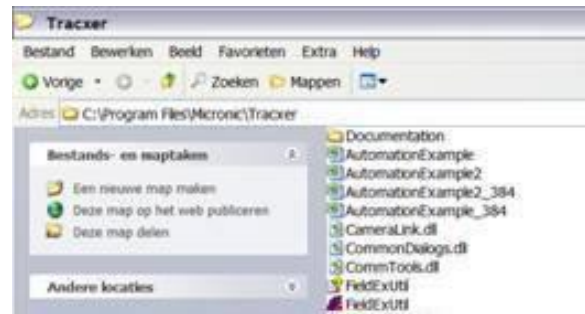 Tracxer
Bestand Bewerken Beeld Favorieten Extra Help
Vorige Zoeken Mappen
Adres C:\Program Files\Micronic\Tracxer
Bestands- en maptaken
Een nieuwe map maken
Deze map op het web publiceren
Deze map delen
Andere locaties
Documentation
AutomationExample
AutomationExample2
AutomationExample2_384
AutomationExample_384
CameraLink.dll
CommonDialogs.dll
CommTools.dll
FieldExUtil
FieldExUtil